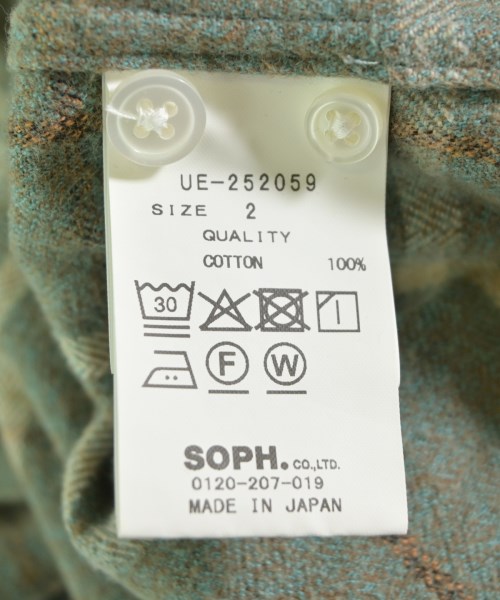 UE-252059
SIZE 2
QUALITY
COTTON 100%
30
F W
SOPH. CO.,LTD.
0120-207-019
MADE IN JAPAN